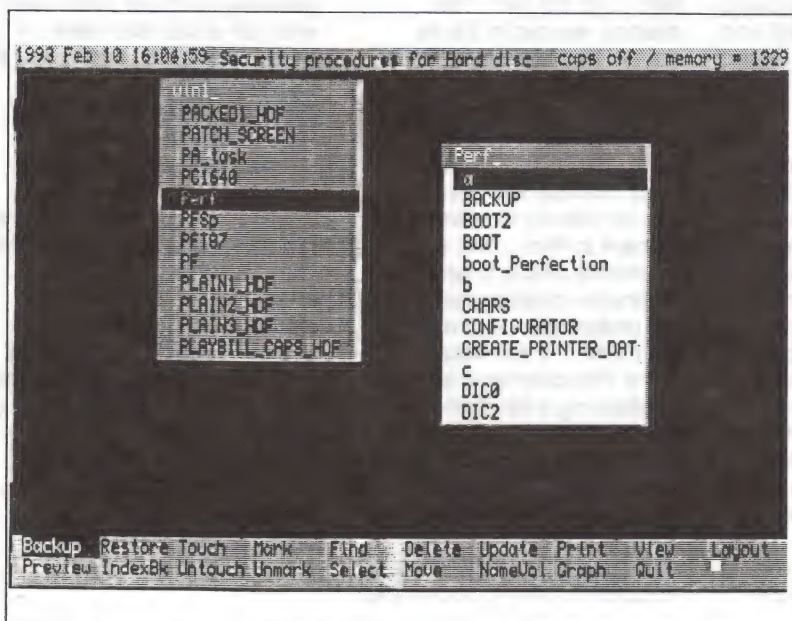 1993 Feb 10 16:04:59 Security procedures for Hard disc caps off / memory = 1329
win1_
PACKED1_HDF
PATCH_SCREEN
PA_task
PC1640
Perf
PFSp
PFT87
PF
PLAIN1_HDF
PLAIN2_HDF
PLAIN3_HDF
PLAYBILL_CAPS_HDF
Perf_
a
BACKUP
BOOT2
BOOT
boot_Perfection
b
CHARS
CONFIGURATOR
CREATE_PRINTER_DAT
c
DIC0
DIC2
Backup Restore Touch Mark Find Delete Update Print View Layout
Preview IndexBk Untouch Unmark Select Move NameVol Graph Quit